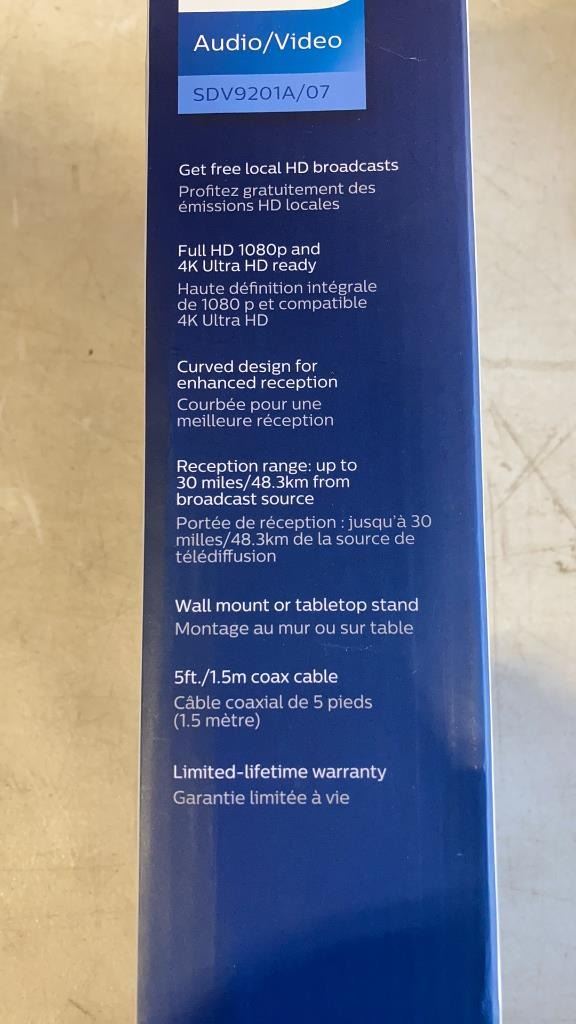 Audio/Video
SDV9201A/07
Get free local HD broadcasts
Profitez gratuitement des
émissions HD locales
Full HD 1080p and
4K Ultra HD ready
Haute définition intégrale
de 1080 p et compatible
4K Ultra HD
Curved design for
enhanced reception
Courbée pour une
meilleure réception
Reception range: up to
30 miles/48.3km from
broadcast source
Portée de réception : jusqu'à 30
milles/48.3km de la source de
télédiffusion
Wall mount or tabletop stand
Montage au mur ou sur table
5ft./1.5m coax cable
Câble coaxial de 5 pieds
(1.5 mètre)
Limited-lifetime warranty
Garantie limitée à vie